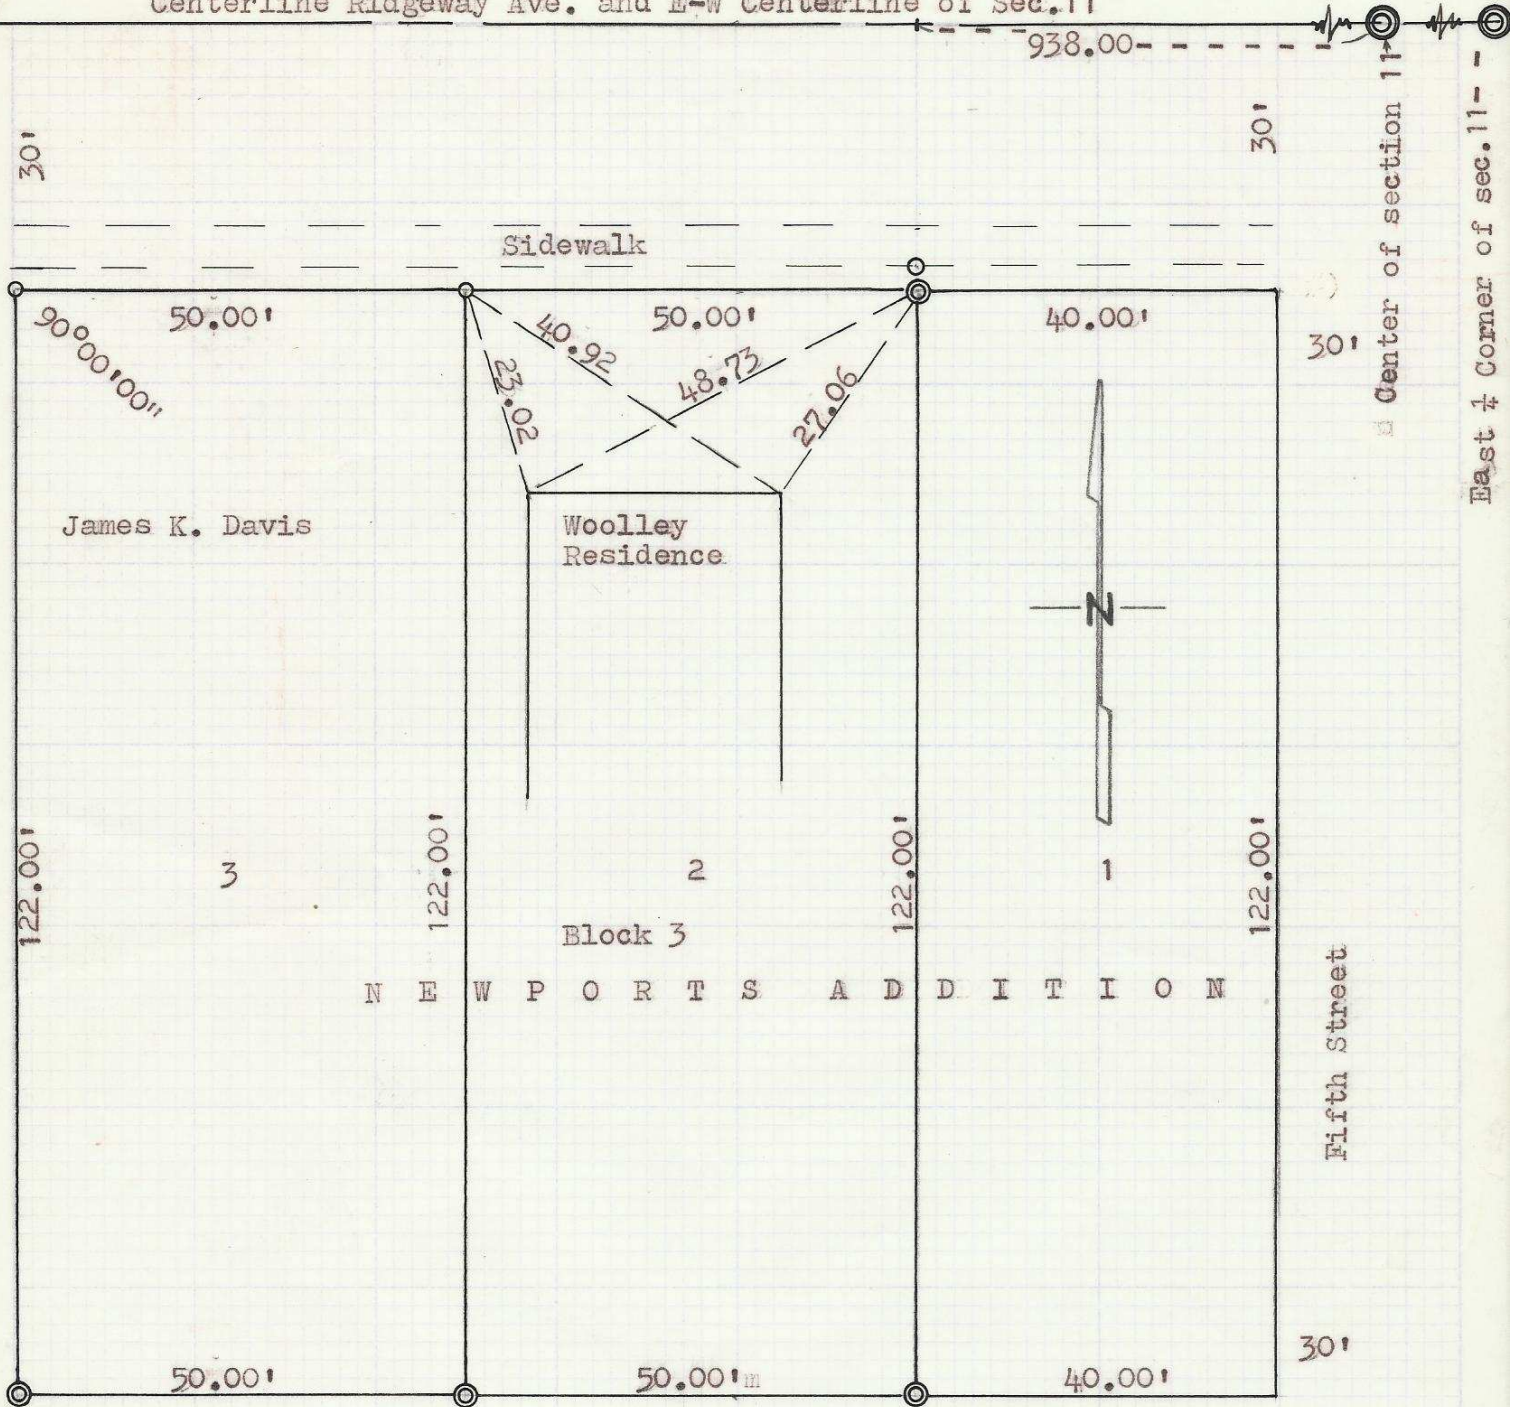 Centerline Ridgeway Ave. and E-W Centerline of Sec.11
938.00
30'
30'
Center of section 11
East ¼ Corner of sec.11
Sidewalk
50.00'
50.00'
40.00'
90°00'00"
40.92
48.73
23.02
27.06
30'
James K. Davis
Woolley
Residence
N
122.00'
122.00'
122.00'
122.00'
3
2
1
Block 3
NEWPORTS ADDITION
Fifth Street
30'
50.00'
50.00'm
40.00'